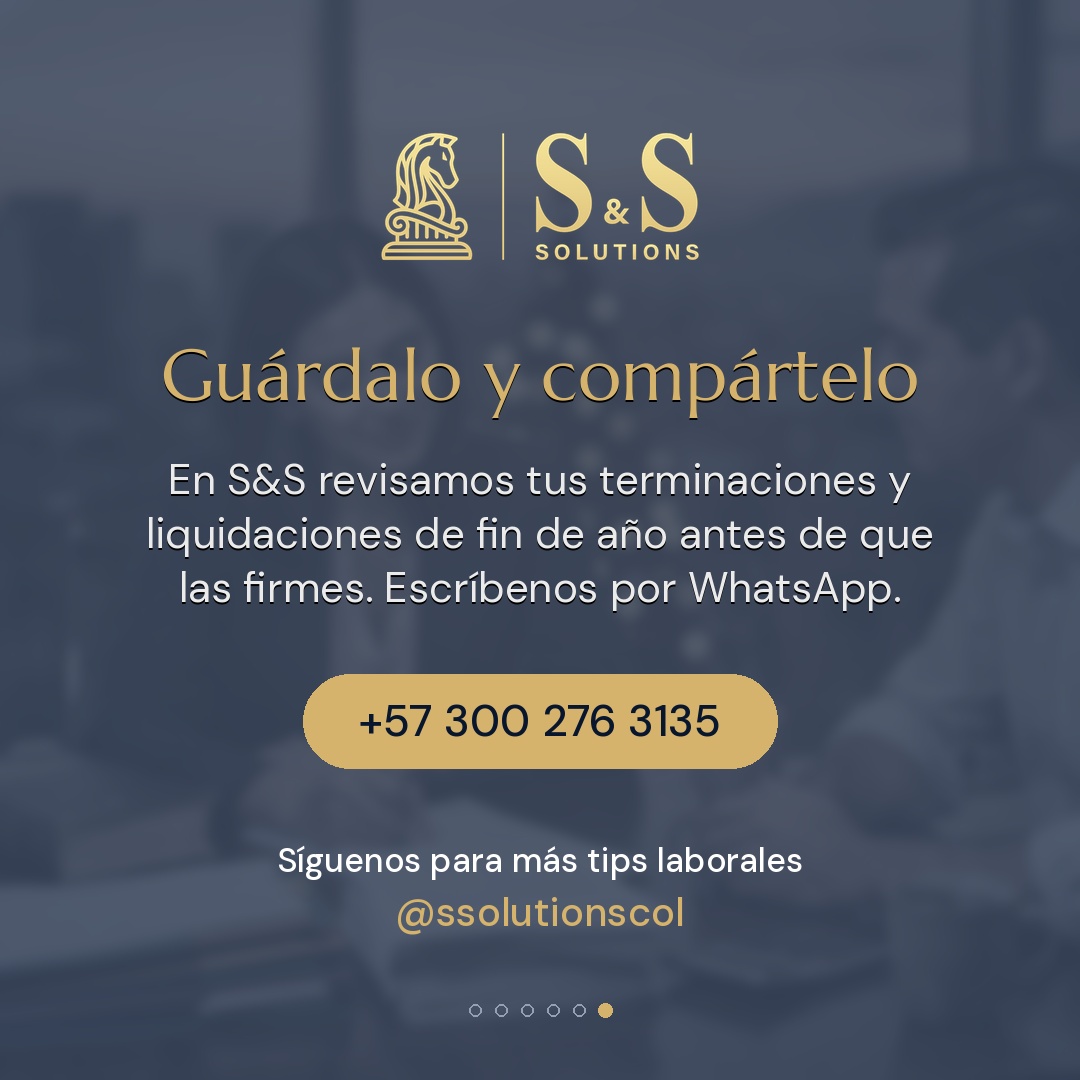 S&S
SOLUTIONS
Guárdalo y compártelo
En S&S revisamos tus terminaciones y
liquidaciones de fin de año antes de que
las firmes. Escríbenos por WhatsApp.
+57 300 276 3135
Síguenos para más tips laborales
@ssolutionscol